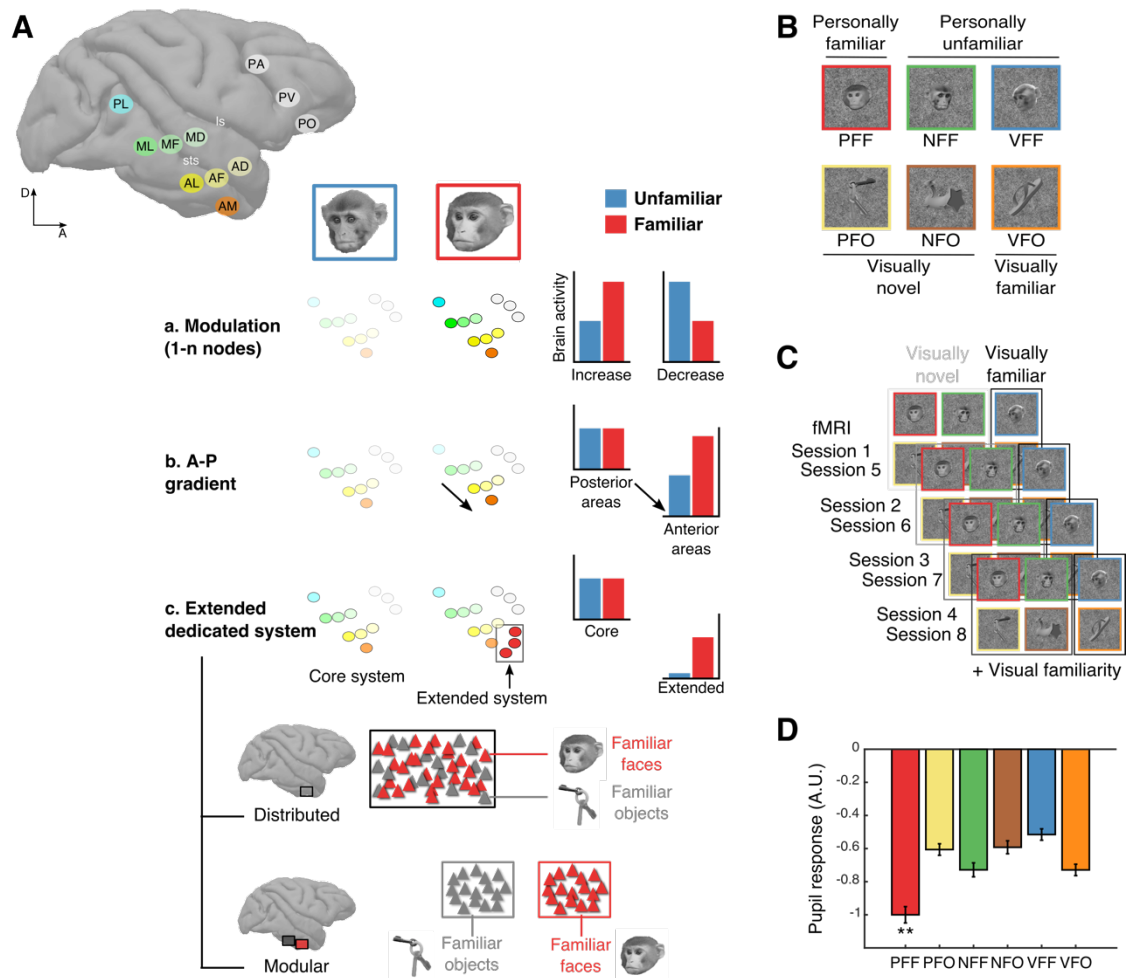 A
PA
PV
PO
PL
ls
ML
MF
MD
sts
AL
AF
AD
AM
D
A
Unfamiliar
Familiar
a. Modulation
(1-n nodes)
Brain activity
Increase
Decrease
b. A-P
gradient
Posterior
areas
Anterior
areas
c. Extended
dedicated system
Core system
Extended system
Core
Extended
Distributed
Familiar
faces
Familiar
objects
Modular
Familiar
objects
Familiar
faces
B
Personally
familiar
Personally
unfamiliar
PFF
NFF
VFF
PFO
NFO
VFO
Visually
novel
Visually
familiar
C
Visually
novel
Visually
familiar
fMRI
Session 1
Session 5
Session 2
Session 6
Session 3
Session 7
Session 4
Session 8
+ Visual familiarity
D
Pupil response (A.U.)
0
-0.2
-0.4
-0.6
-0.8
-1
**
PFF PFO NFF NFO VFF VFO